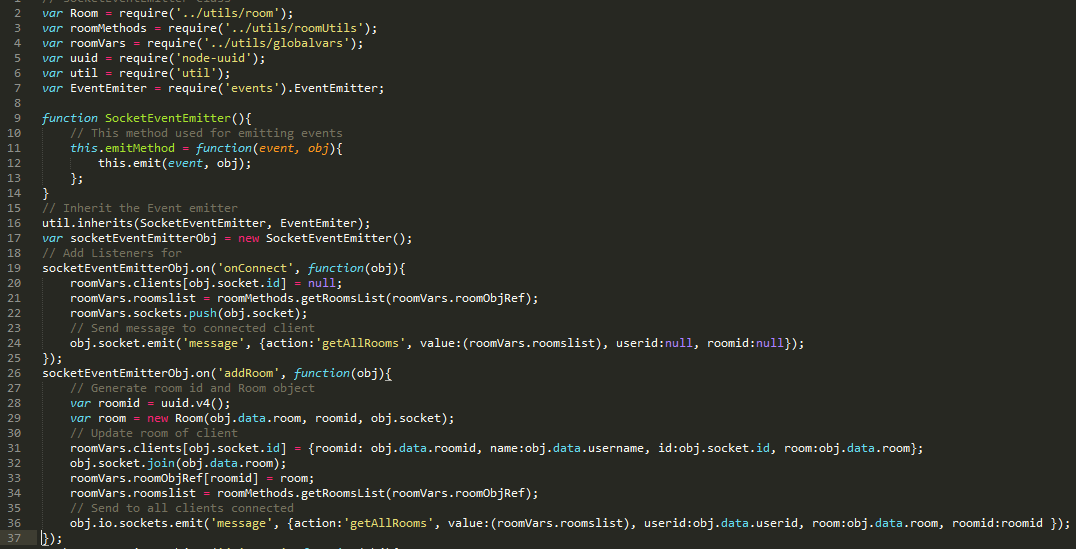 1 // SocketEventEmitter Class
2 var Room = require('../utils/room');
3 var roomMethods = require('../utils/roomUtils');
4 var roomVars = require('../utils/globalvars');
5 var uuid = require('node-uuid');
6 var util = require('util');
7 var EventEmiter = require('events').EventEmitter;
8
9 function SocketEventEmitter(){
10 // This method used for emitting events
11 this.emitMethod = function(event, obj){
12 this.emit(event, obj);
13 };
14 }
15 // Inherit the Event emitter
16 util.inherits(SocketEventEmitter, EventEmiter);
17 var socketEventEmitterObj = new SocketEventEmitter();
18 // Add Listeners for
19 socketEventEmitterObj.on('onConnect', function(obj){
20 roomVars.clients[obj.socket.id] = null;
21 roomVars.roomslist = roomMethods.getRoomsList(roomVars.roomObjRef);
22 roomVars.sockets.push(obj.socket);
23 // Send message to connected client
24 obj.socket.emit('message', {action:'getAllRooms', value:(roomVars.roomslist), userid:null, roomid:null});
25 });
26 socketEventEmitterObj.on('addRoom', function(obj){
27 // Generate room id and Room object
28 var roomid = uuid.v4();
29 var room = new Room(obj.data.room, roomid, obj.socket);
30 // Update room of client
31 roomVars.clients[obj.socket.id] = {roomid: obj.data.roomid, name:obj.data.username, id:obj.socket.id, room:obj.data.room};
32 obj.socket.join(obj.data.room);
33 roomVars.roomObjRef[roomid] = room;
34 roomVars.roomslist = roomMethods.getRoomsList(roomVars.roomObjRef);
35 // Send to all clients connected
36 obj.io.sockets.emit('message', {action:'getAllRooms', value:(roomVars.roomslist), userid:obj.data.userid, room:obj.data.room, roomid:roomid });
37 });